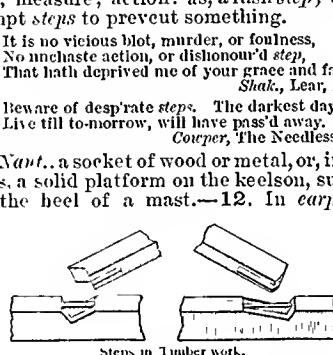 , measure, action: as, a rash step,
mpt steps to prevent something.
It is no vicious blot, murder, or foulness,
No unchaste action, or dishonour'd step,
That hath deprived me of your grace and fa
Shak., Lear,
Beware of desp'rate steps. The darkest day
Live till to-morrow, will have pass'd away.
Cowper, The Needless
Naut., a socket of wood or metal, or, i
s, a solid platform on the keelson, su
the heel of a mast.—12. In carp
Steps in Timber work.